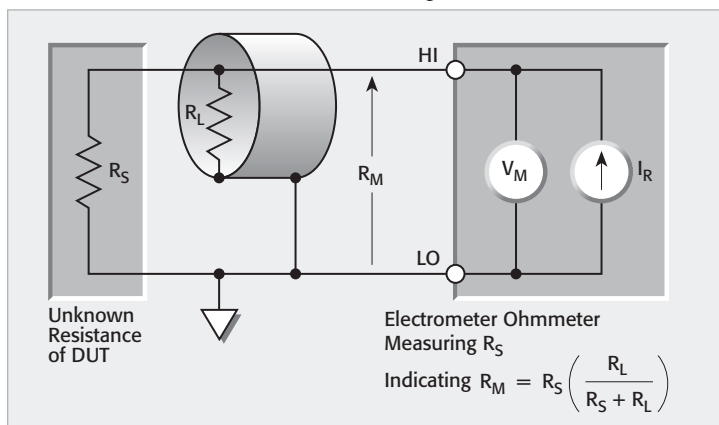 HI
R_L
R_S
R_M
V_M
I_R
LO
Unknown
Resistance
of DUT
Electrometer Ohmmeter
Measuring R_S
Indicating R_M = R_S ( R_L / (R_S + R_L) )